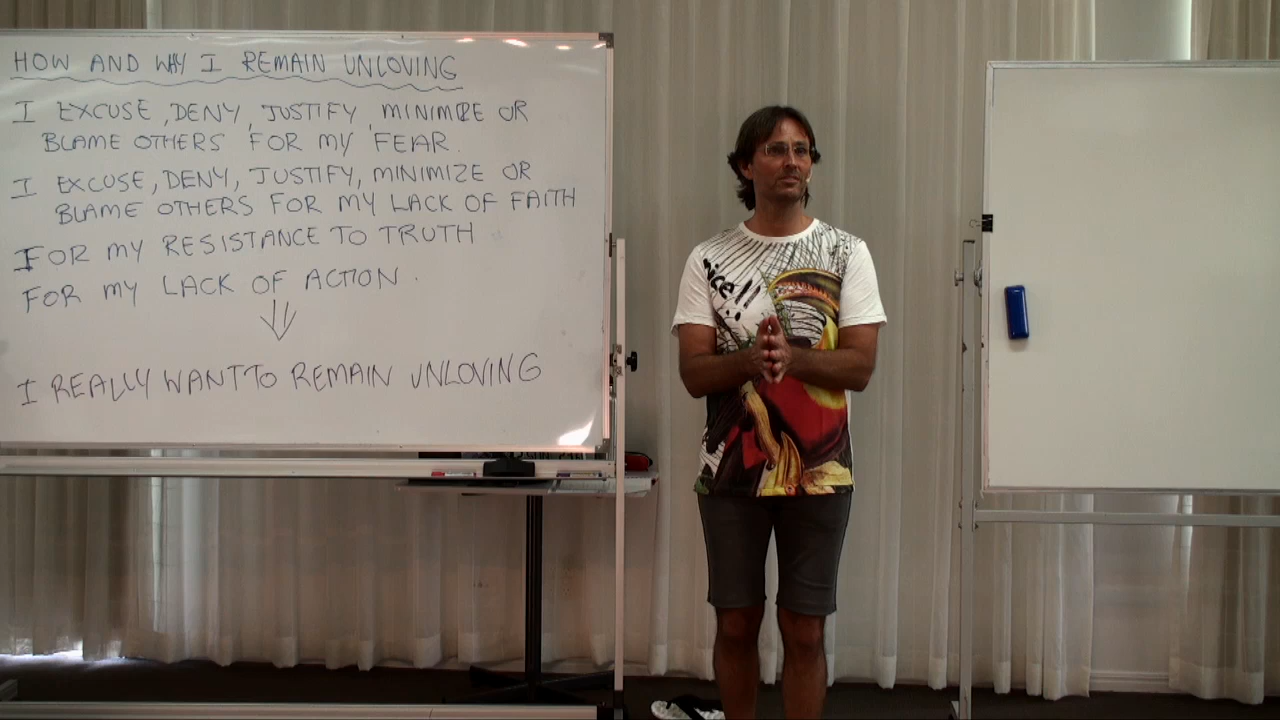 HOW AND WHY I REMAIN UNLOVING
I EXCUSE, DENY, JUSTIFY, MINIMIZE OR
BLAME OTHERS FOR MY FEAR.
I EXCUSE, DENY, JUSTIFY, MINIMIZE OR
BLAME OTHERS FOR MY LACK OF FAITH
FOR MY RESISTANCE TO TRUTH
FOR MY LACK OF ACTION.
I REALLY WANT TO REMAIN UNLOVING
nice!!